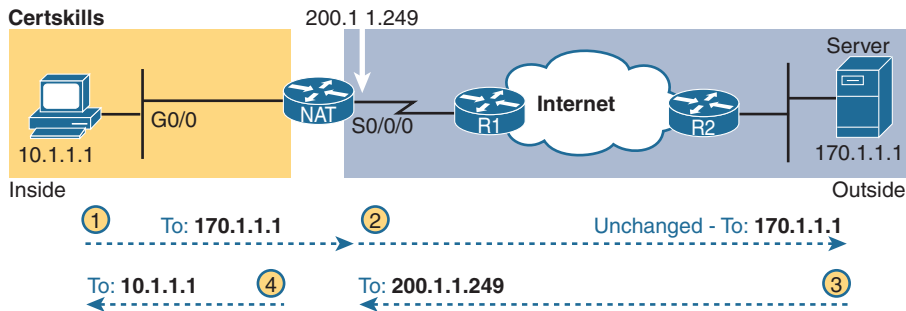 Certskills
200.1 1.249
Server
Internet
NAT
G0/0
S0/0/0
R1
R2
10.1.1.1
170.1.1.1
Inside
Outside
1
To: 170.1.1.1
2
Unchanged - To: 170.1.1.1
To: 10.1.1.1
4
To: 200.1.1.249
3